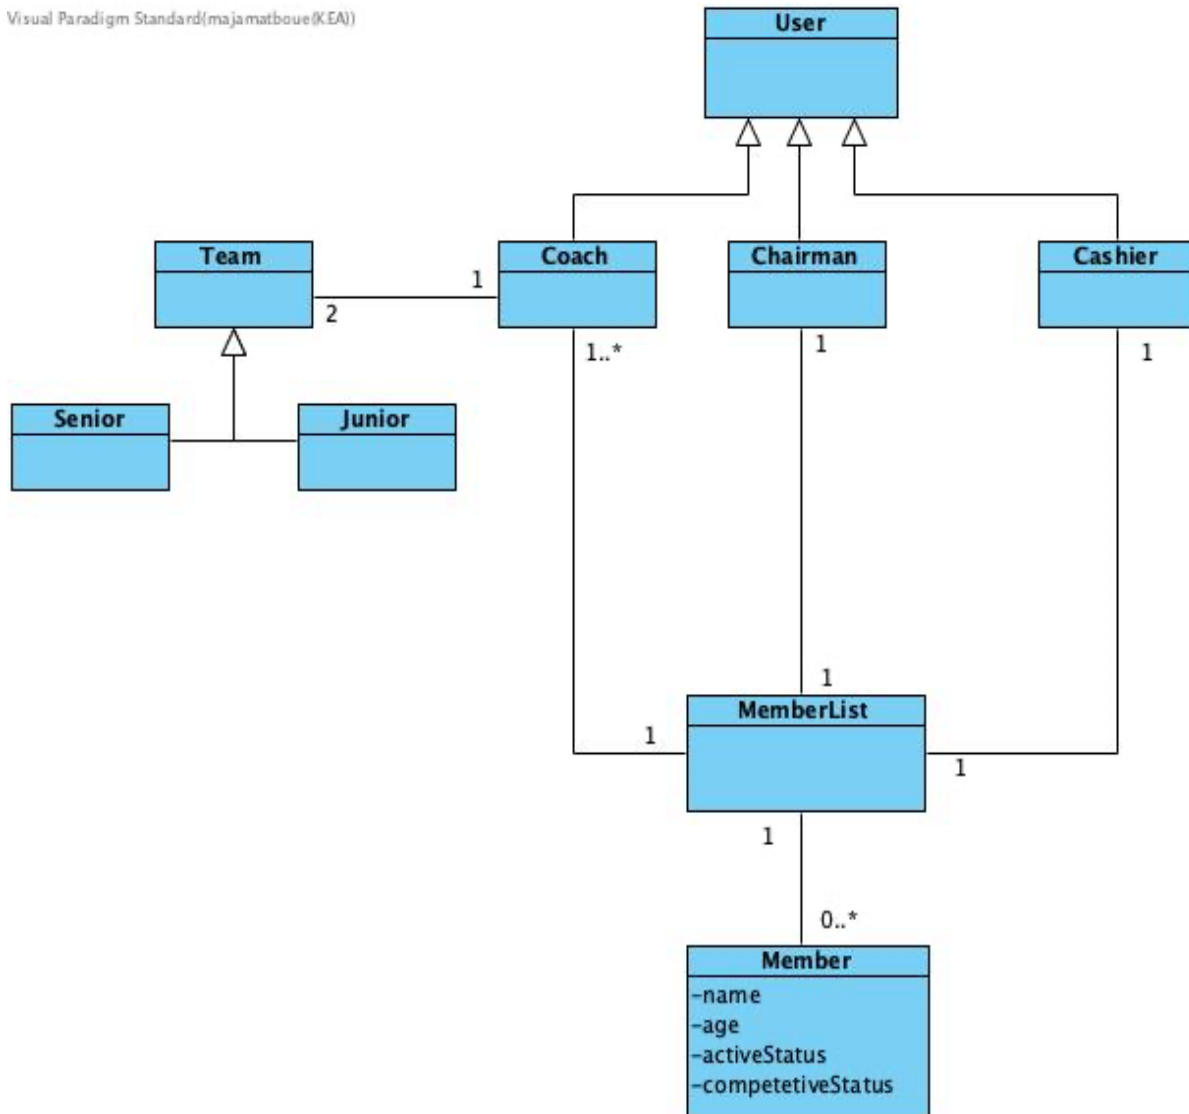 Visual Paradigm Standard(majamatboue(KEA))
User
Team
Coach
Chairman
Cashier
1
2
1..*
1
1
Senior
Junior
1
MemberList
1
1
1
0..*
Member
-name
-age
-activeStatus
-competetiveStatus